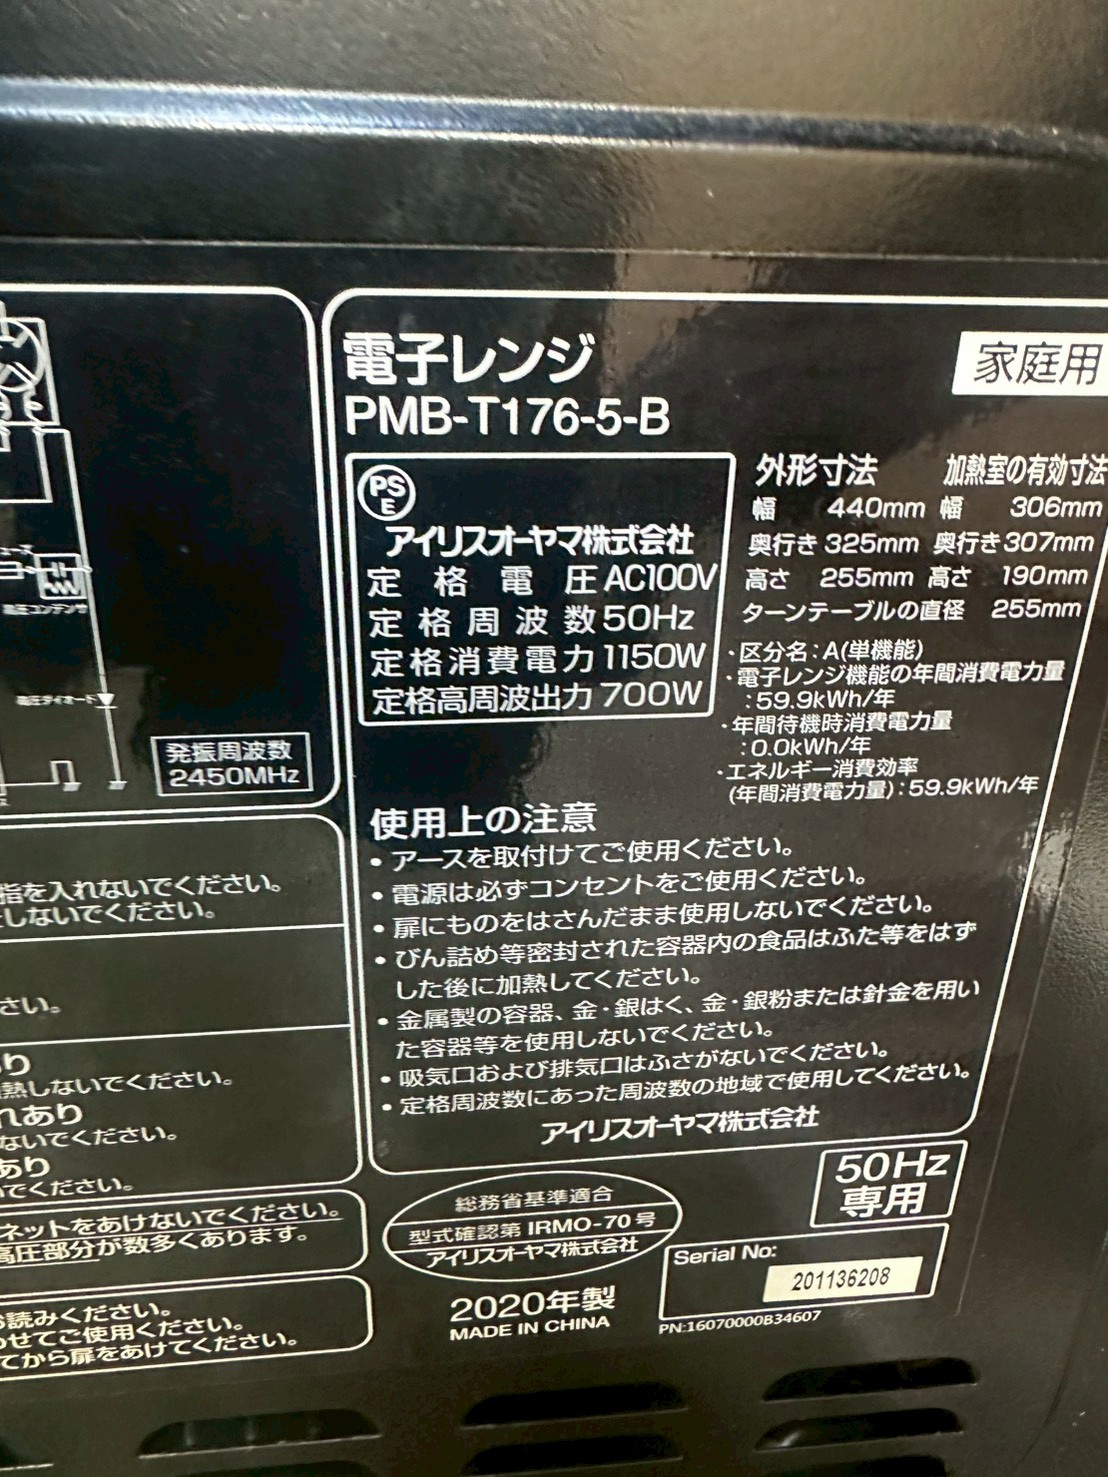 電子レンジ
家庭用
PMB-T176-5-B
PS
E
アイリスオーヤマ株式会社
定格電圧 AC100V
定格周波数 50Hz
定格消費電力 1150W
定格高周波出力 700W
外形寸法 加熱室の有効寸法
幅 440mm 幅 306mm
奥行き 325mm 奥行き 307mm
高さ 255mm 高さ 190mm
ターンテーブルの直径 255mm
・区分名:A(単機能)
・電子レンジ機能の年間消費電力量
:59.9kWh/年
・年間待機時消費電力量
:0.0kWh/年
・エネルギー消費効率
(年間消費電力量):59.9kWh/年
高圧コンデンサ
高圧ダイオード
発振周波数
2450MHz
使用上の注意
• アースを取付けてご使用ください。
• 電源は必ずコンセントをご使用ください。
• 扉にものをはさんだまま使用しないでください。
• びん詰め等密封された容器内の食品はふた等をはず
した後に加熱してください。
• 金属製の容器、金・銀はく、金・銀粉または針金を用い
た容器等を使用しないでください。
• 吸気口および排気口はふさがないでください。
• 定格周波数にあった周波数の地域で使用してください。
アイリスオーヤマ株式会社
指を入れないでください。
しないでください。
さい。
あり
熱しないでください。
れあり
ないでください。
あり
でください。
ネットをあけないでください。
高圧部分が数多くあります。
お読みください。
わせてご使用ください。
てから扉をあけてください。
50Hz
専用
総務省基準適合
型式確認第 IRMO-70 号
アイリスオーヤマ株式会社
Serial No:
201136208
2020年製
MADE IN CHINA
PN:16070000B34607